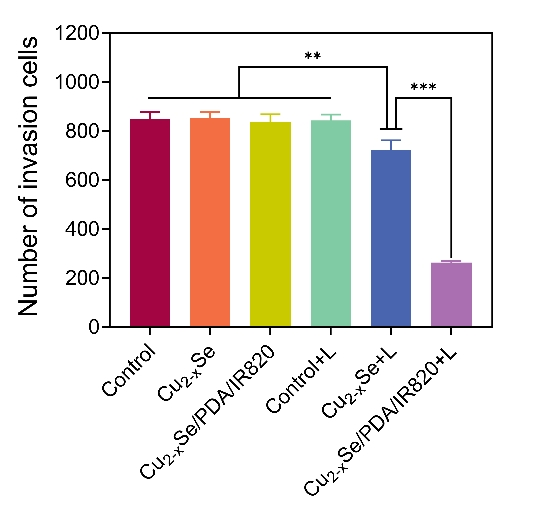 Number of invasion cells
1200
1000
800
600
400
200
0
**
***
Control
Cu₂₋ₓSe
Cu₂₋ₓSe/PDA/IR820
Control+L
Cu₂₋ₓSe+L
Cu₂₋ₓSe/PDA/IR820+L